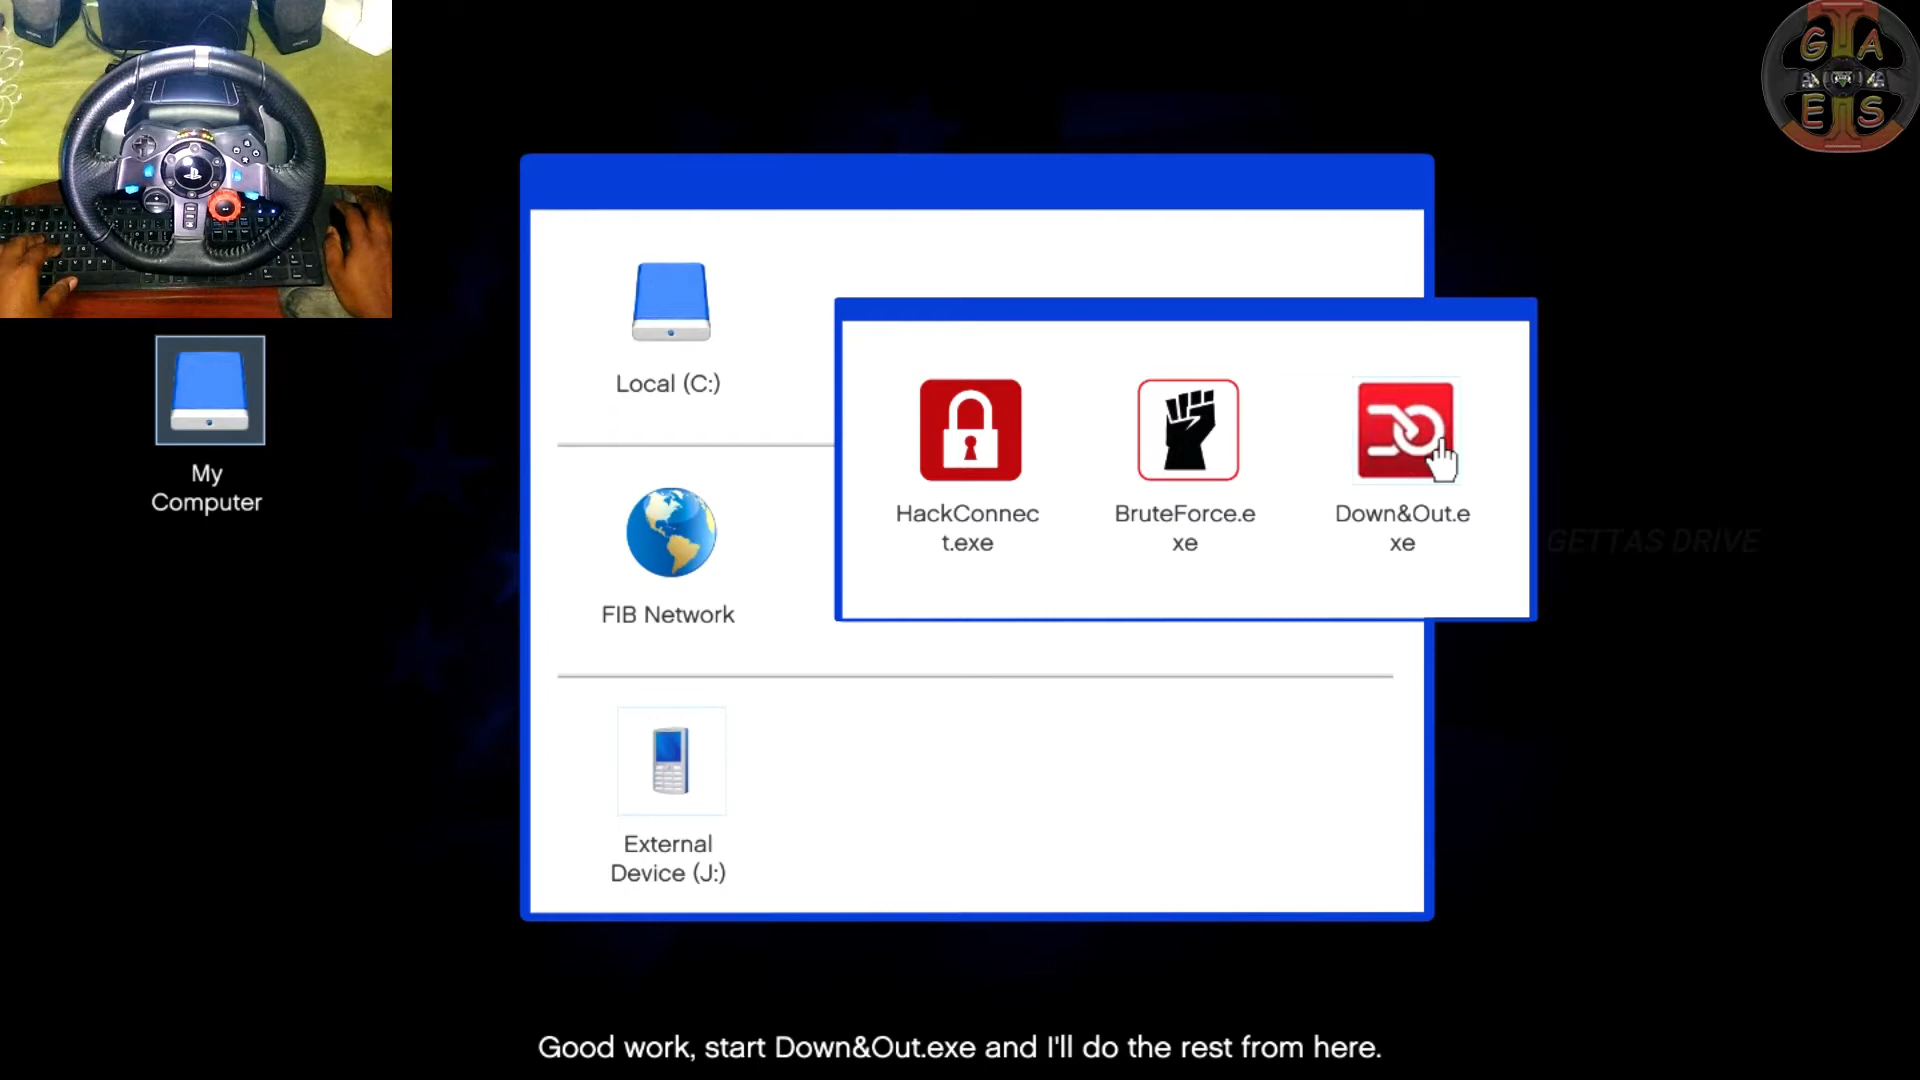 G A
E S
Local (C:)
My
Computer
HackConnec
t.exe
BruteForce.e
xe
Down&Out.e
xe
GETTAS DRIVE
FIB Network
External
Device (J:)
Good work, start Down&Out.exe and I'll do the rest from here.